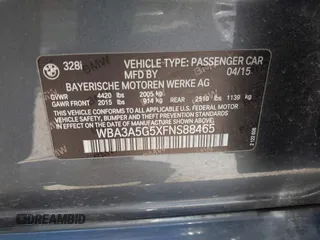 BMW 328i VEHICLE TYPE: PASSENGER CAR
MFD BY 04/15
BAYERISCHE MOTOREN WERKE AG
GVWR 4420 lbs 2005 kg
GAWR FRONT 2015 lbs 914 kg REAR 2510 lbs 1139 kg
THIS VEHICLE CONFORMS TO ALL APPLICABLE
U.S. FEDERAL MOTOR VEHICLE
SAFETY, BUMPER AND THEFT PREVENTION
STANDARDS IN EFFECT ON THE DATE
OF MANUFACTURE SHOWN ABOVE.
WBA3A5G5XFNS88465
DREAMBID